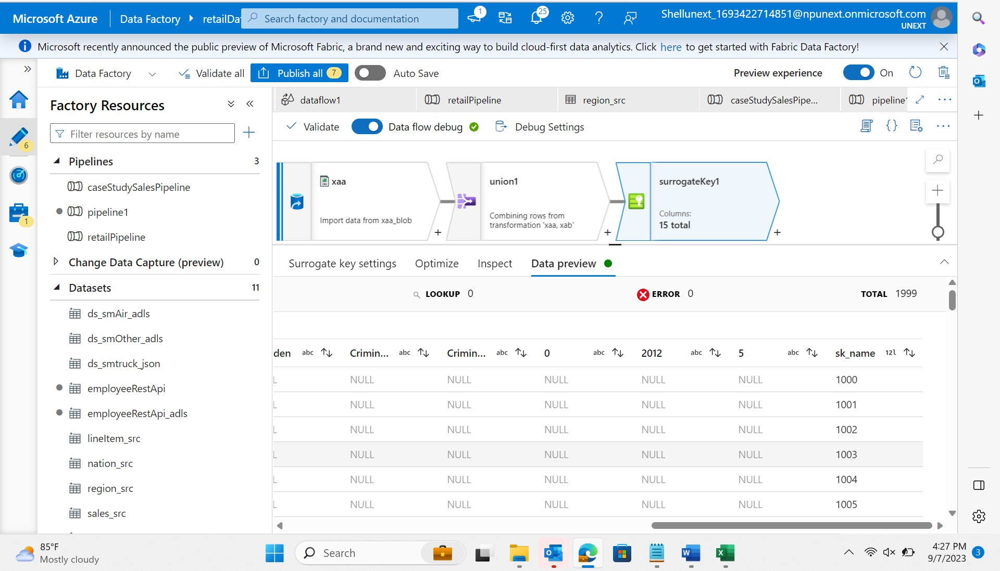 Microsoft Azure
Data Factory
retailDa
Search factory and documentation
1
25
Shellunext_1693422714851@npunext.onmicrosoft.com
UNEXT
Microsoft recently announced the public preview of Microsoft Fabric, a brand new and exciting way to build cloud-first data analytics. Click here to get started with Fabric Data Factory!
Data Factory
Validate all
Publish all 7
Auto Save
Preview experience
On
6
1
Factory Resources
Filter resources by name
Pipelines 3
caseStudySalesPipeline
pipeline1
retailPipeline
Change Data Capture (preview) 0
Datasets 11
ds_smAir_adls
ds_smOther_adls
ds_smtruck_json
employeeRestApi
employeeRestApi_adls
lineItem_src
nation_src
region_src
sales_src
dataflow1
retailPipeline
region_src
caseStudySalesPipe...
pipeline1
Validate
Data flow debug
Debug Settings
xaa
Import data from xaa_blob
union1
Combining rows from
transformation 'xaa, xab'
surrogateKey1
Columns:
15 total
Surrogate key settings
Optimize
Inspect
Data preview
LOOKUP 0
ERROR 0
TOTAL 1999
den abc Crimin... abc Crimin... abc 0 abc 2012 abc 5 abc sk_name 12l
L NULL NULL NULL NULL NULL 1000
L NULL NULL NULL NULL NULL 1001
L NULL NULL NULL NULL NULL 1002
L NULL NULL NULL NULL NULL 1003
L NULL NULL NULL NULL NULL 1004
L NULL NULL NULL NULL NULL 1005
85°F
Mostly cloudy
Search
4:27 PM
9/7/2023
3